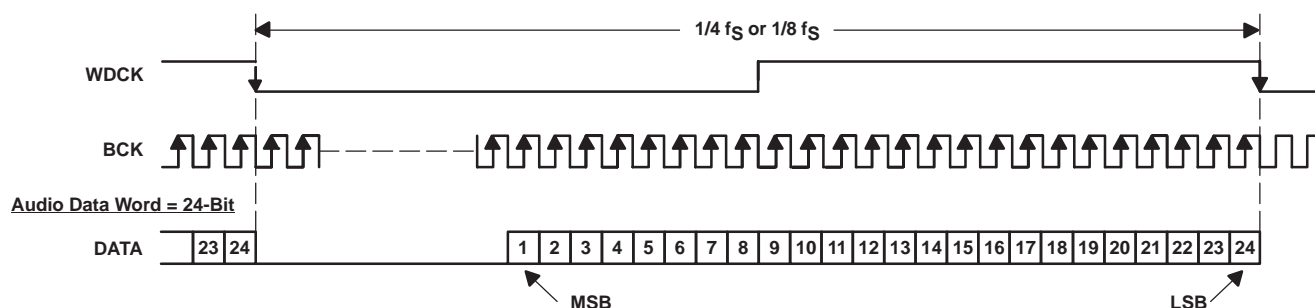 1/4 fS or 1/8 fS
WDCK
BCK
Audio Data Word = 24-Bit
DATA 23 24 1 2 3 4 5 6 7 8 9 10 11 12 13 14 15 16 17 18 19 20 21 22 23 24
MSB LSB